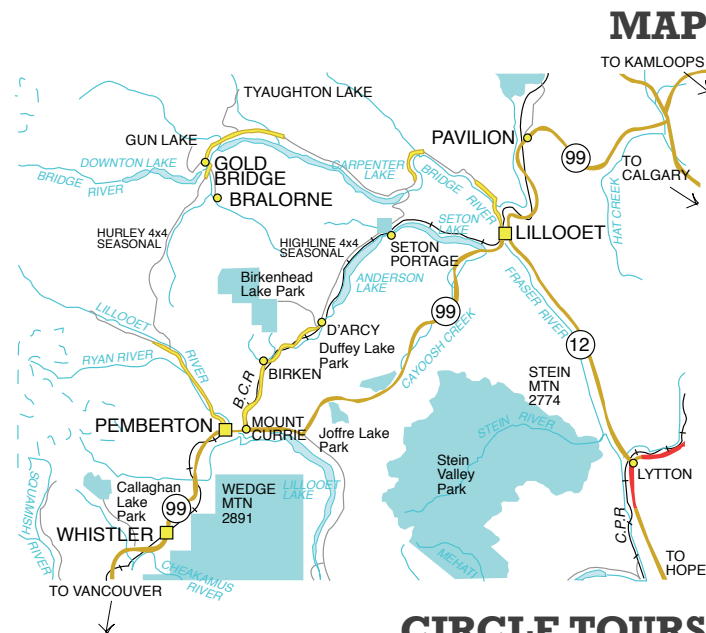 MAP
TO KAMLOOPS
TYAUGHTON LAKE
GUN LAKE
PAVILION
DOWNTON LAKE
GOLD
BRIDGE
CARPENTER
LAKE
99
TO
CALGARY
BRIDGE RIVER
BRIDGE RIVER
BRALORNE
HAT CREEK
HURLEY 4x4
SEASONAL
HIGHLINE 4x4
SEASONAL
SETON
LAKE
LILLOOET
SETON
PORTAGE
Birkenhead
Lake Park
ANDERSON
LAKE
FRASER RIVER
LILLOOET
RIVER
99
D'ARCY
Duffey Lake
Park
CAYOOSH CREEK
12
RYAN RIVER
B.C.R
BIRKEN
STEIN
MTN
2774
PEMBERTON
MOUNT
CURRIE
Joffre Lake
Park
STEIN RIVER
Stein
Valley
Park
LYTTON
SQUAMISH RIVER
Callaghan
Lake
Park
99
WEDGE
MTN
2891
LILLOOET
LAKE
WHISTLER
C.P.R
MEHATL
CHEAKAMUS
RIVER
TO
HOPE
TO VANCOUVER
CIRCLE TOURS